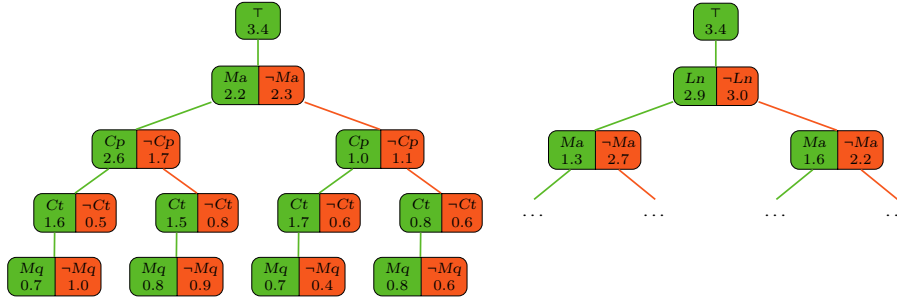 ⊤ ⊤
3.4 3.4
Ma ¬Ma Ln ¬Ln
2.2 2.3 2.9 3.0
Cp ¬Cp Cp ¬Cp Ma ¬Ma Ma ¬Ma
2.6 1.7 1.0 1.1 1.3 2.7 1.6 2.2
Ct ¬Ct Ct ¬Ct Ct ¬Ct Ct ¬Ct
1.6 0.5 1.5 0.8 1.7 0.6 0.8 0.6
... ... ... ...
Mq ¬Mq Mq ¬Mq Mq ¬Mq Mq ¬Mq
0.7 1.0 0.8 0.9 0.7 0.4 0.8 0.6